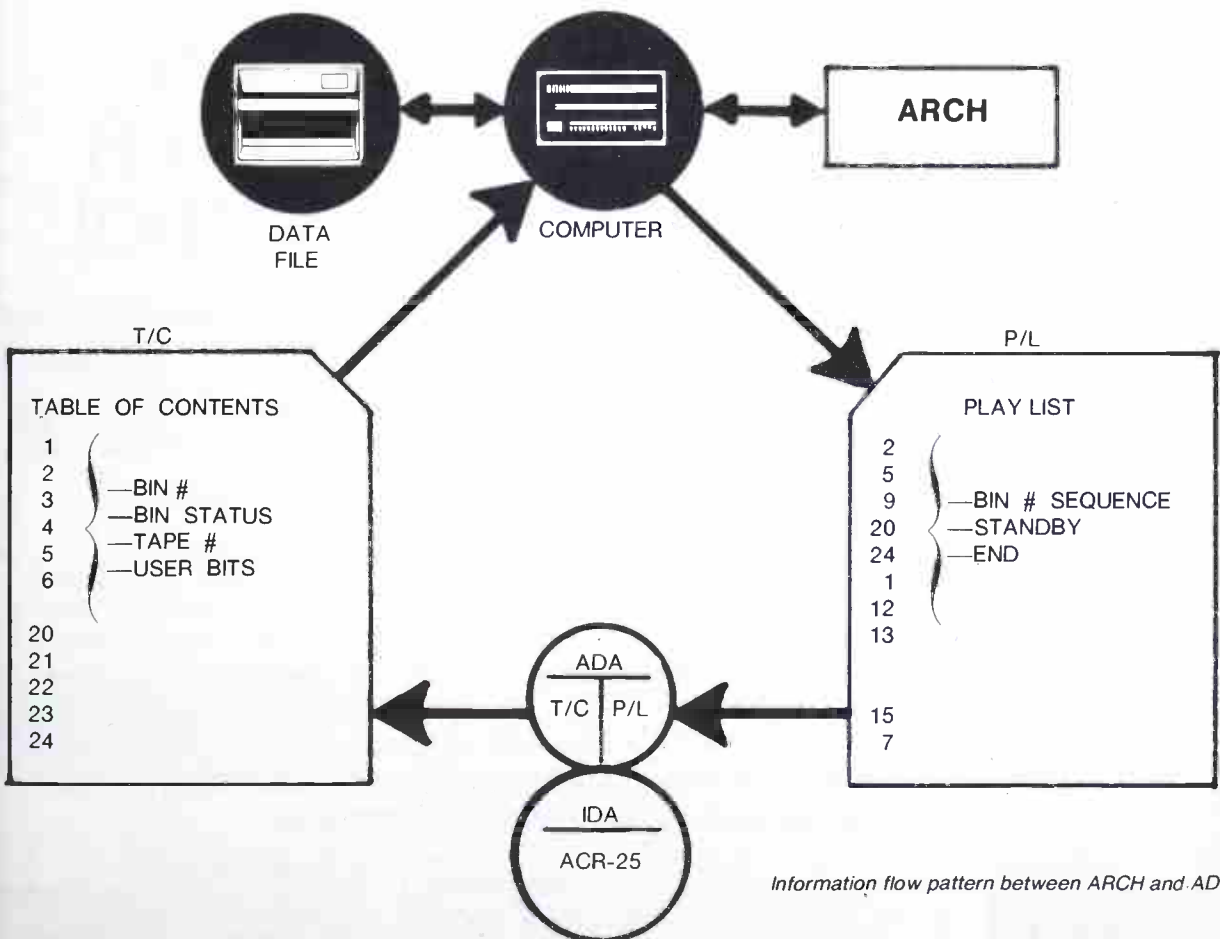 ARCH
DATA
FILE
COMPUTER
T/C
TABLE OF CONTENTS
1
2
3
4
5
6
—BIN #
—BIN STATUS
—TAPE #
—USER BITS
20
21
22
23
24
P/L
PLAY LIST
2
5
9
20
24
1
12
13
—BIN # SEQUENCE
—STANDBY
—END
15
7
ADA
T/C P/L
IDA
ACR-25
Information flow pattern between ARCH and AD